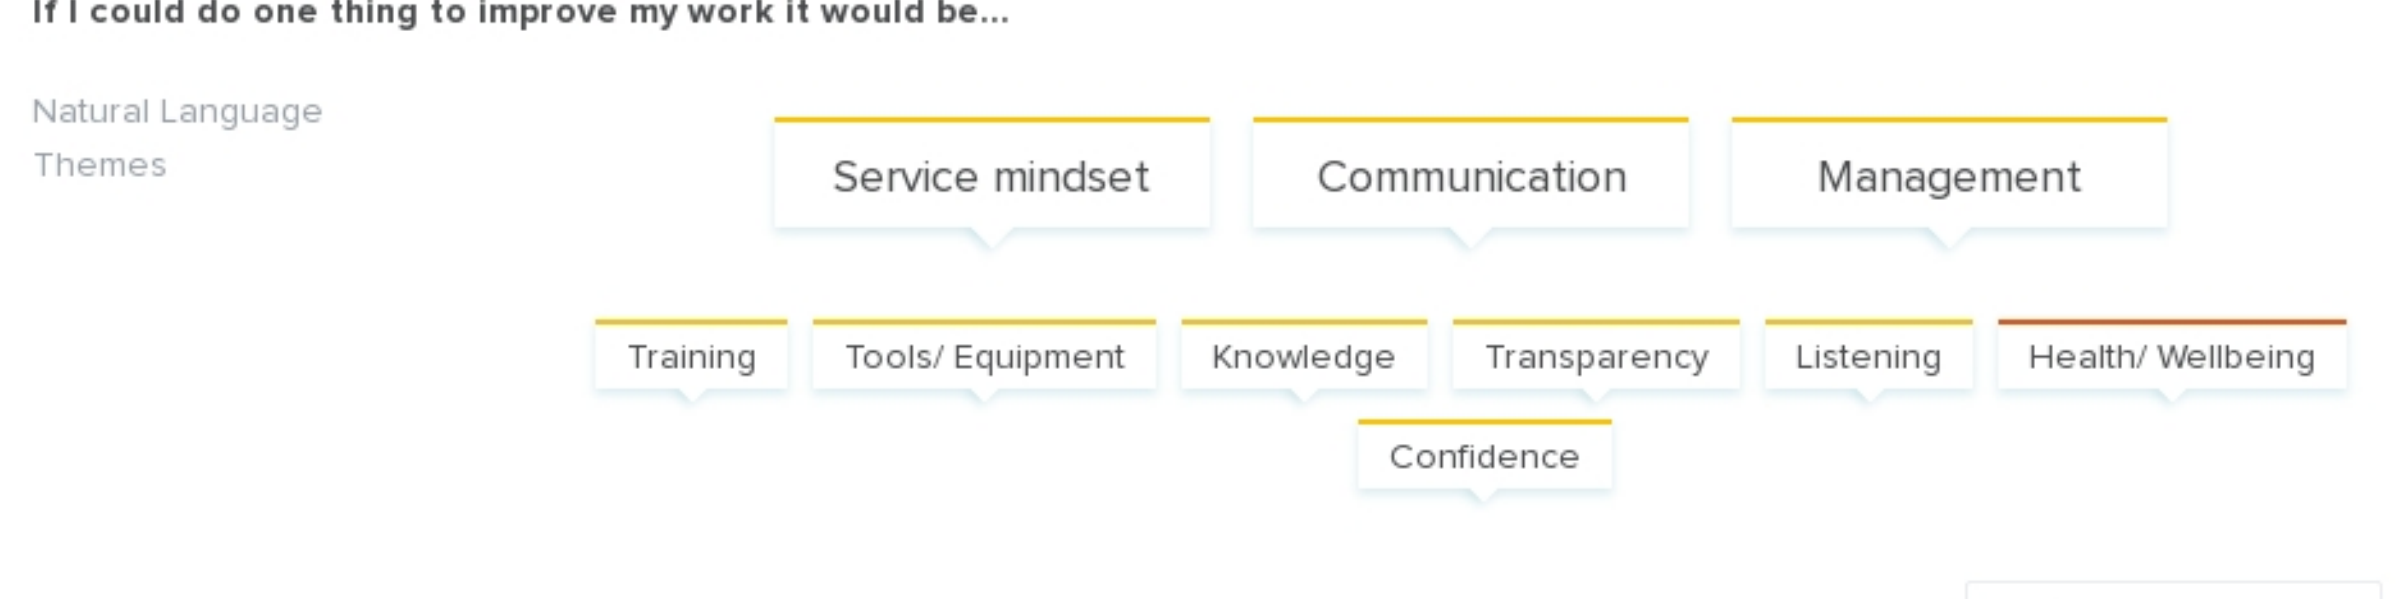 If I could do one thing to improve my work it would be...
Natural Language
Themes
Service mindset
Communication
Management
Training
Tools/ Equipment
Knowledge
Transparency
Listening
Health/ Wellbeing
Confidence